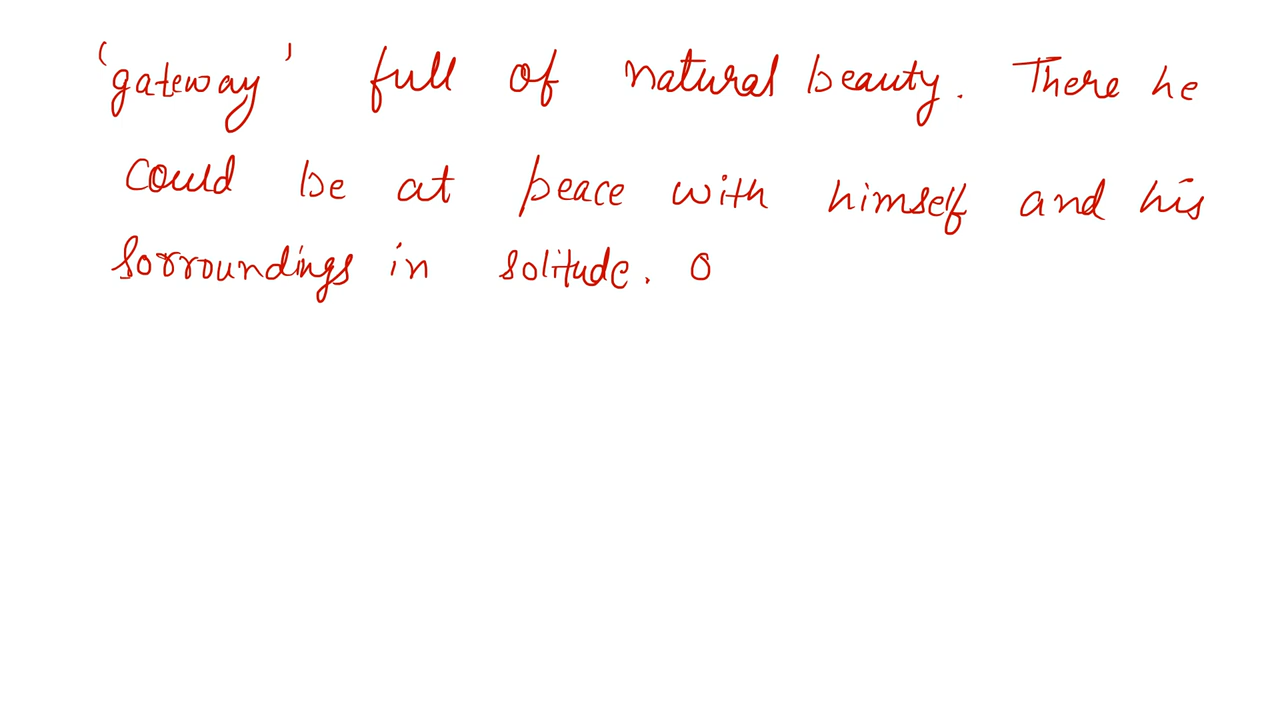 'gateway' full of natural beauty. There he
could be at peace with himself and his
sorroundings in solitude. O